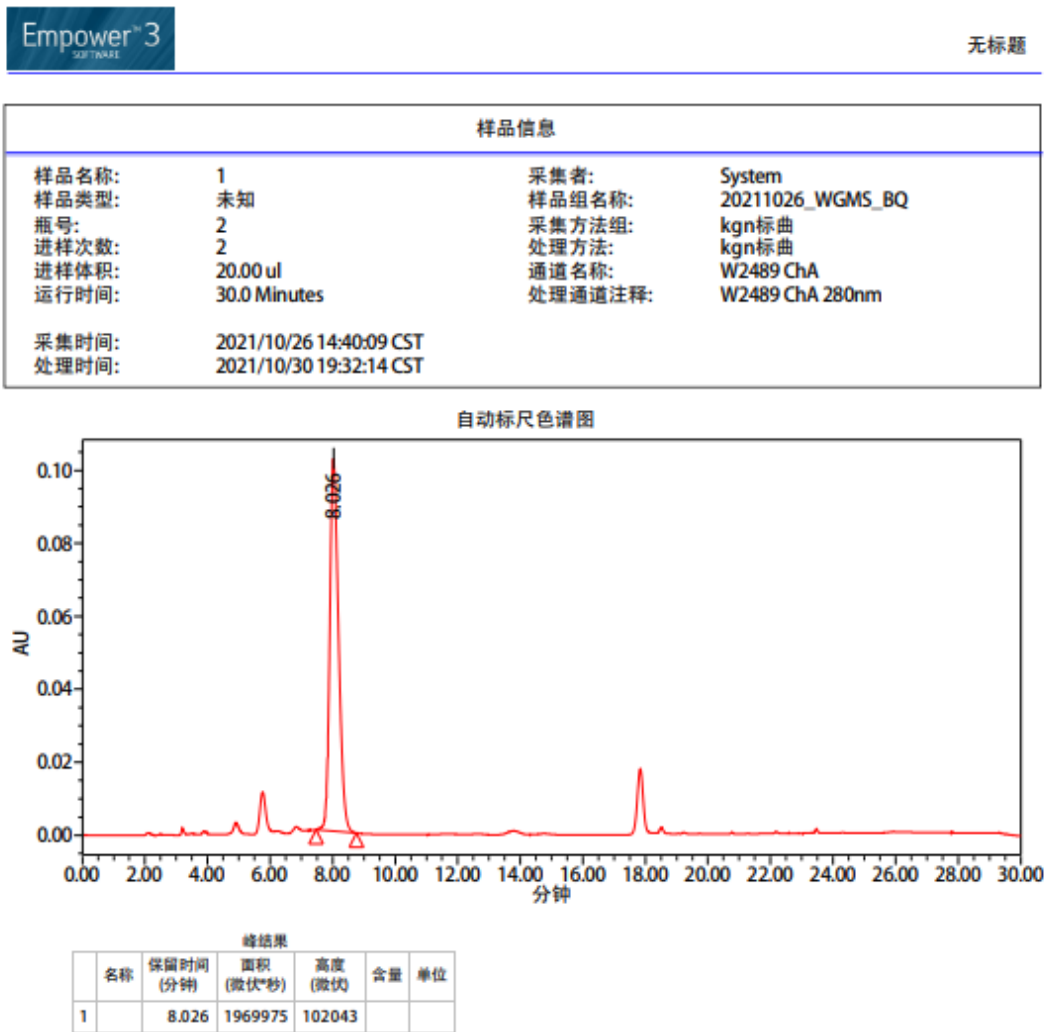 Empower™3
SOFTWARE
无标题
样品信息
样品名称: 1 采集者: System
样品类型: 未知 样品组名称: 20211026_WGMS_BQ
瓶号: 2 采集方法组: kgn标曲
进样次数: 2 处理方法: kgn标曲
进样体积: 20.00 ul 通道名称: W2489 ChA
运行时间: 30.0 Minutes 处理通道注释: W2489 ChA 280nm
采集时间: 2021/10/26 14:40:09 CST
处理时间: 2021/10/30 19:32:14 CST
自动标尺色谱图
8.026
AU
0.10
0.08
0.06
0.04
0.02
0.00
0.00 2.00 4.00 6.00 8.00 10.00 12.00 14.00 16.00 18.00 20.00 22.00 24.00 26.00 28.00 30.00
分钟
峰结果
名称 保留时间 (分钟) 面积 (微伏*秒) 高度 (微伏) 含量 单位
1 8.026 1969975 102043